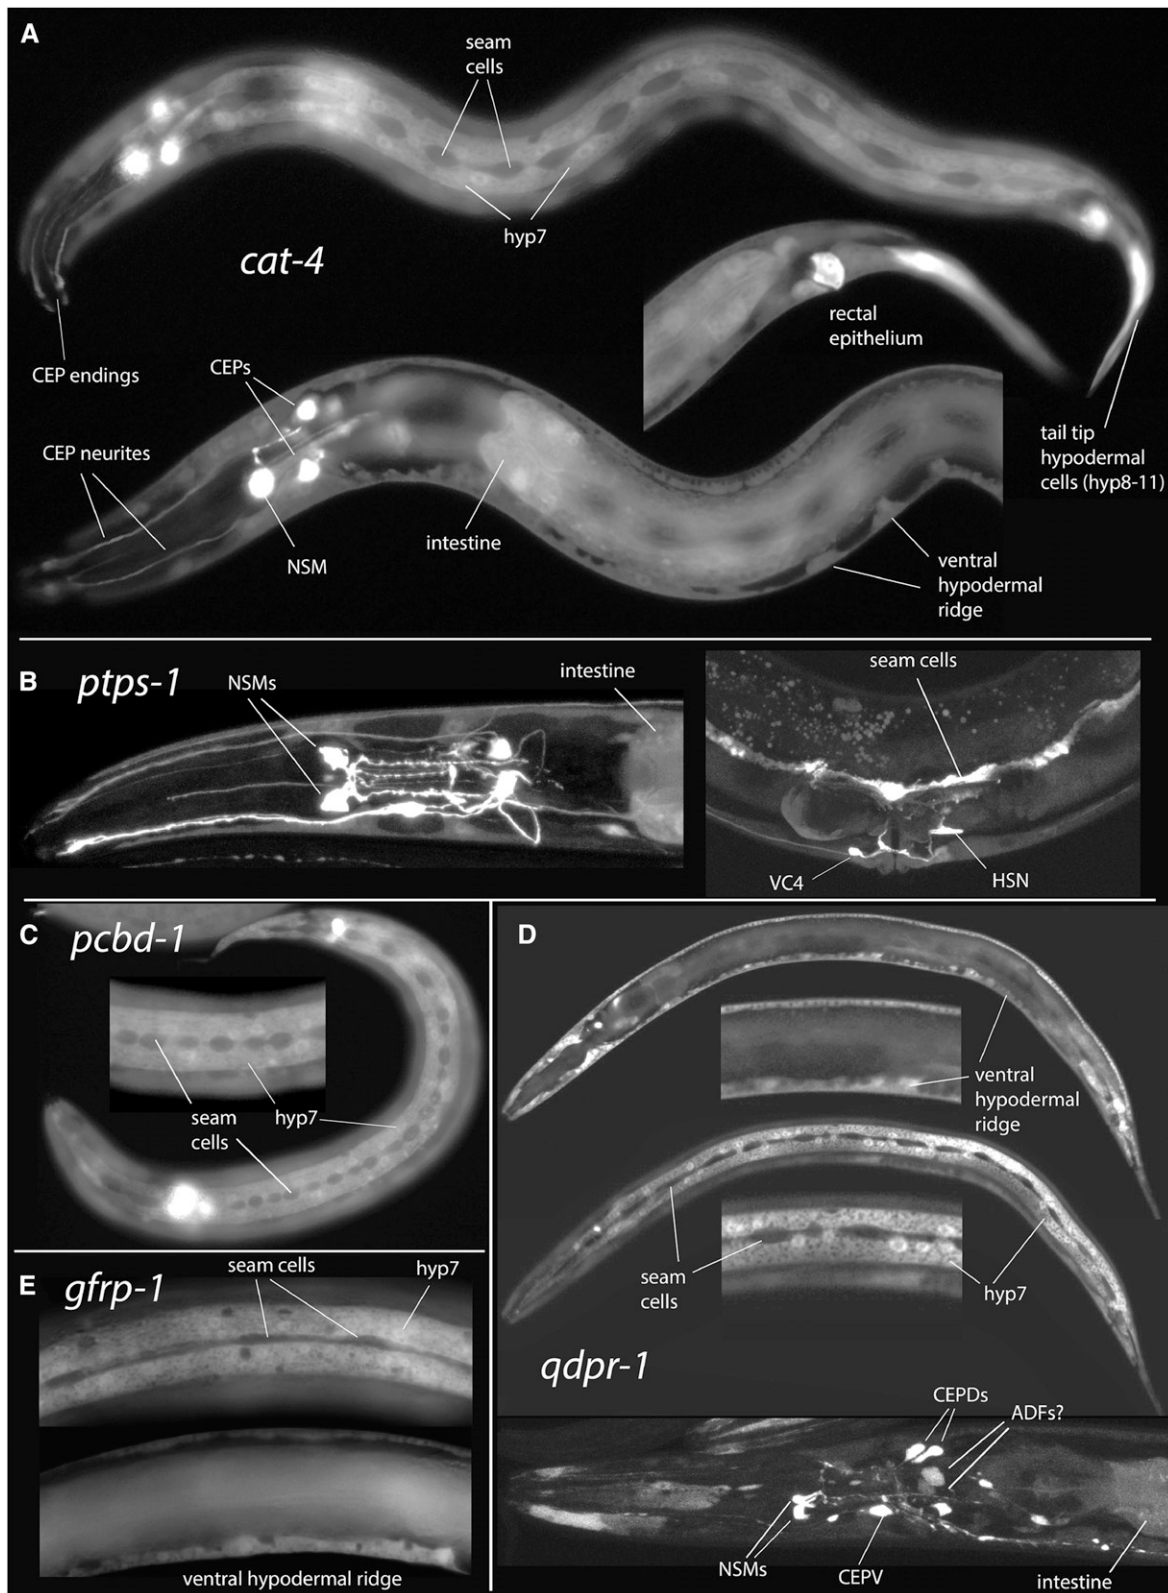 A
seam
cells
hyp7
cat-4
CEP endings
rectal
epithelium
CEPs
CEP neurites
tail tip
hypodermal
cells (hyp8-11)
NSM
intestine
ventral
hypodermal
ridge
B
ptps-1
NSMs
intestine
seam cells
VC4
HSN
C
pcbd-1
seam
cells
hyp7
D
ventral
hypodermal
ridge
seam
cells
hyp7
qdpr-1
CEPDs
ADFs?
NSMs
CEPV
intestine
E
gfrp-1
seam cells
hyp7
ventral hypodermal ridge